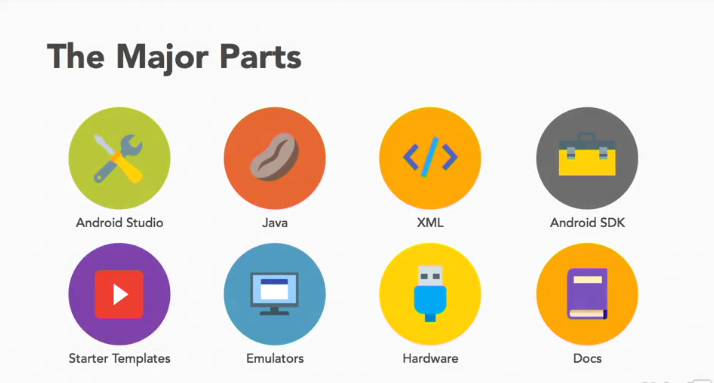 The Major Parts
Android Studio
Java
XML
Android SDK
Starter Templates
Emulators
Hardware
Docs